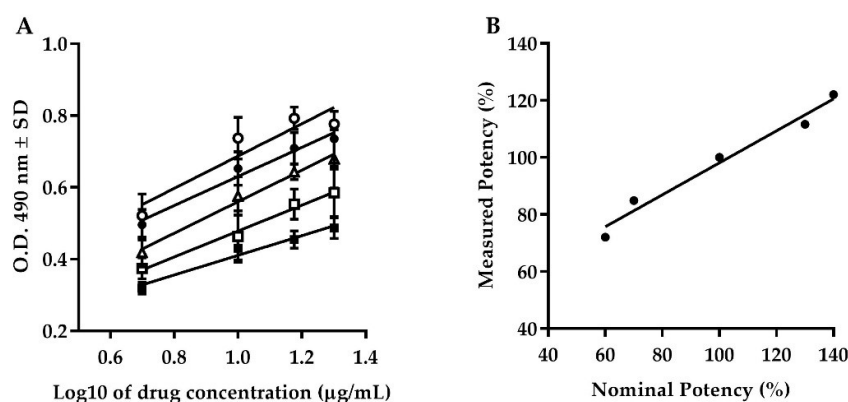 A
O.D. 490 nm ± SD
1.0
0.8
0.6
0.4
0.2
0.6 0.8 1.0 1.2 1.4
Log10 of drug concentration (µg/mL)
B
Measured Potency (%)
140
120
100
80
60
40
40 60 80 100 120 140
Nominal Potency (%)